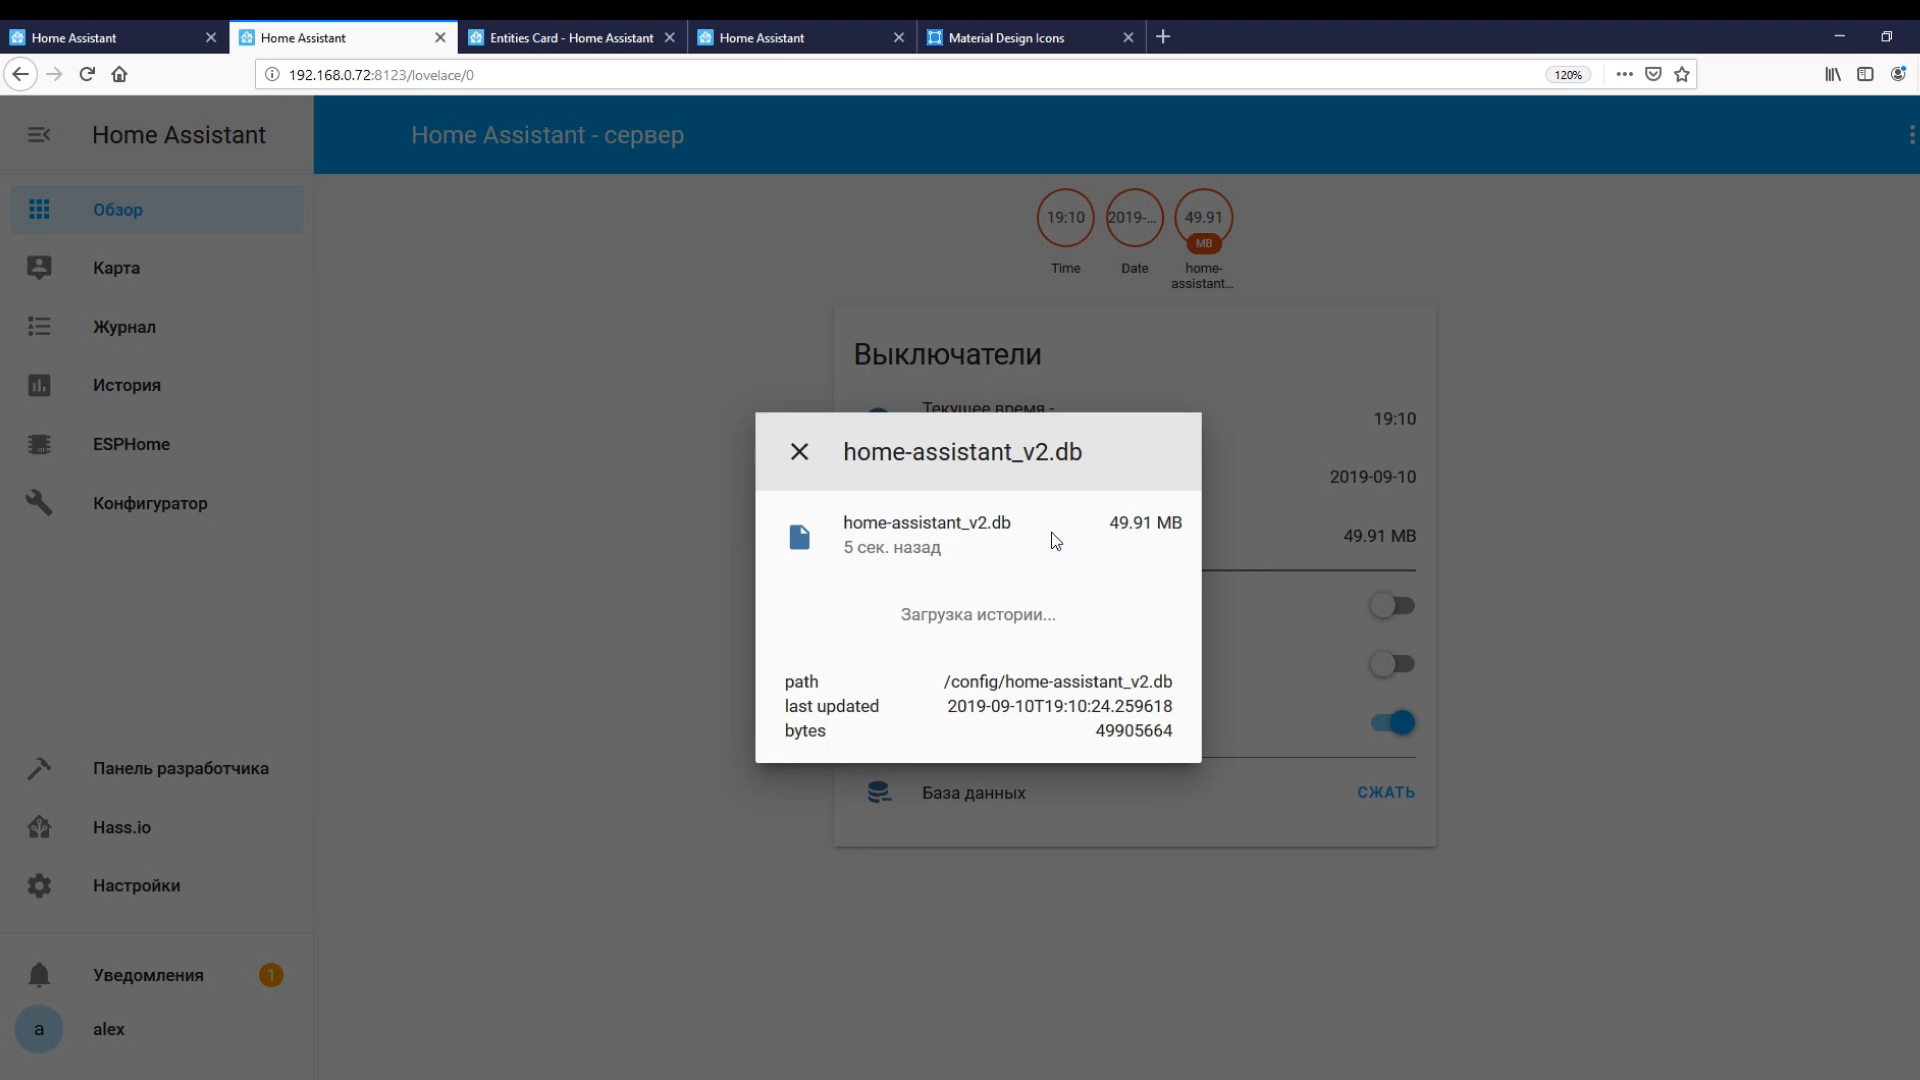 Home Assistant
Home Assistant
Entities Card - Home Assistant
Home Assistant
Material Design Icons
192.168.0.72:8123/lovelace/0
120%
Home Assistant
Home Assistant - сервер
Обзор
Карта
Журнал
История
ESPHome
Конфигуратор
Панель разработчика
Hass.io
Настройки
Уведомления
1
a
alex
19:10
2019-...
49.91
MB
Time
Date
home-
assistant...
Выключатели
Текущее время -
19:10
2019-09-10
49.91 MB
База данных
СЖАТЬ
home-assistant_v2.db
home-assistant_v2.db
49.91 MB
5 сек. назад
Загрузка истории...
path
/config/home-assistant_v2.db
last updated
2019-09-10T19:10:24.259618
bytes
49905664